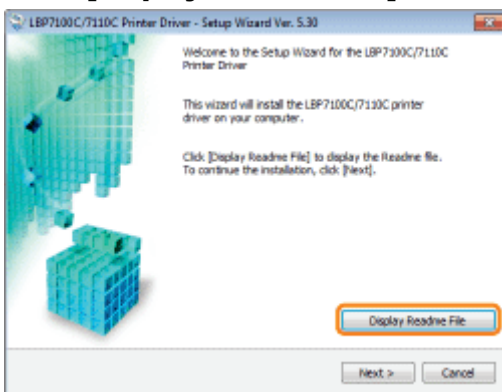 LBP7100C/7110C Printer Driver - Setup Wizard Ver. 5.30
Welcome to the Setup Wizard for the LBP7100C/7110C
Printer Driver
This wizard will install the LBP7100C/7110C printer
driver on your computer.
Click [Display Readme File] to display the Readme file.
To continue the installation, click [Next].
Display Readme File
Next >
Cancel